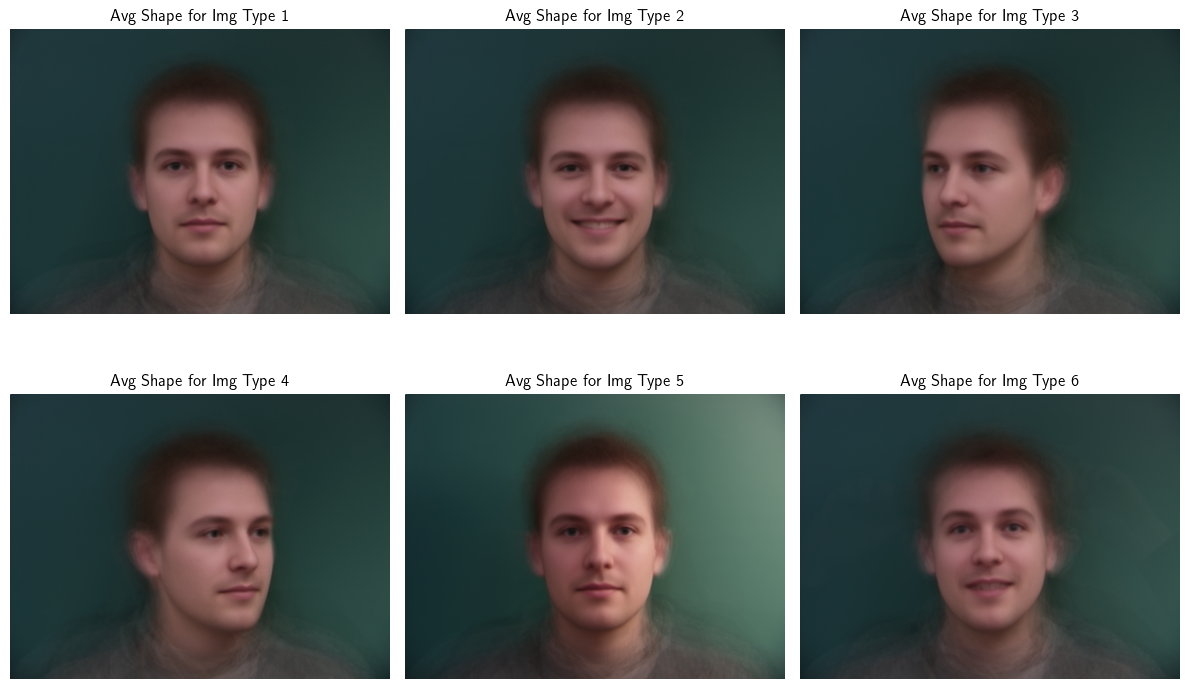 Avg Shape for Img Type 1
Avg Shape for Img Type 2
Avg Shape for Img Type 3
Avg Shape for Img Type 4
Avg Shape for Img Type 5
Avg Shape for Img Type 6